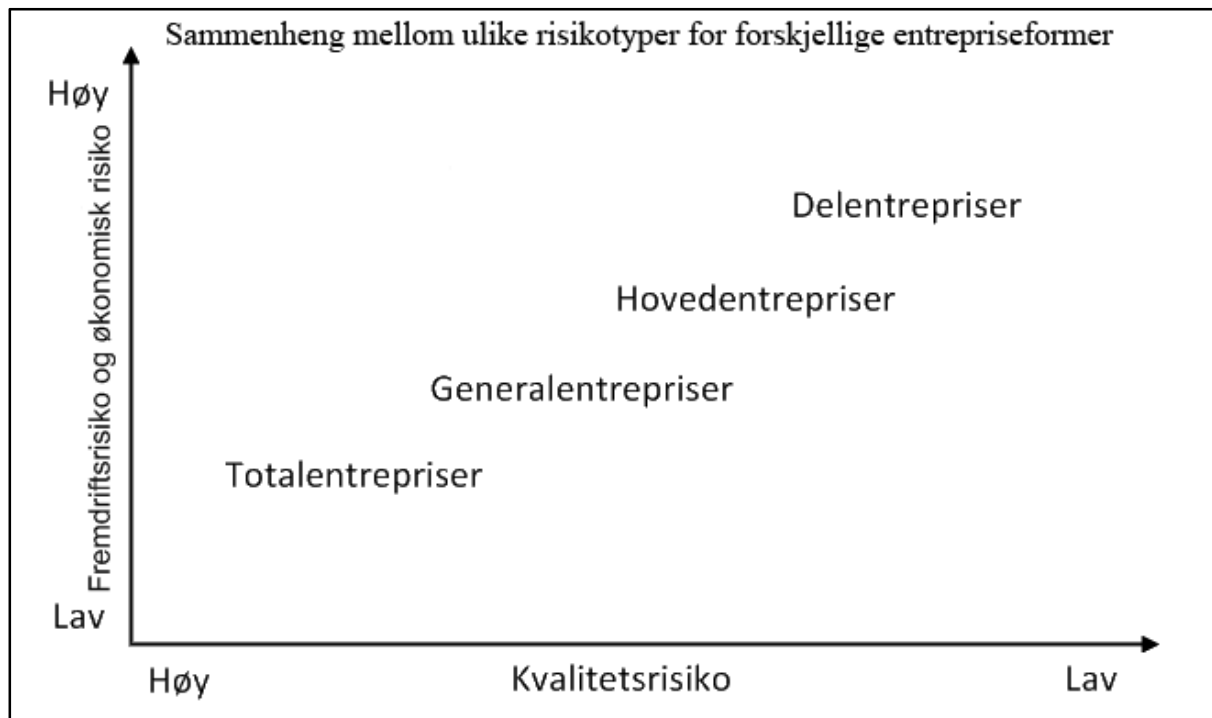 Sammenheng mellom ulike risikotyper for forskjellige entrepriseformer
Høy
Fremdriftsrisiko og økonomisk risiko
Delentrepriser
Hovedentrepriser
Generalentrepriser
Totalentrepriser
Lav
Høy
Kvalitetsrisiko
Lav